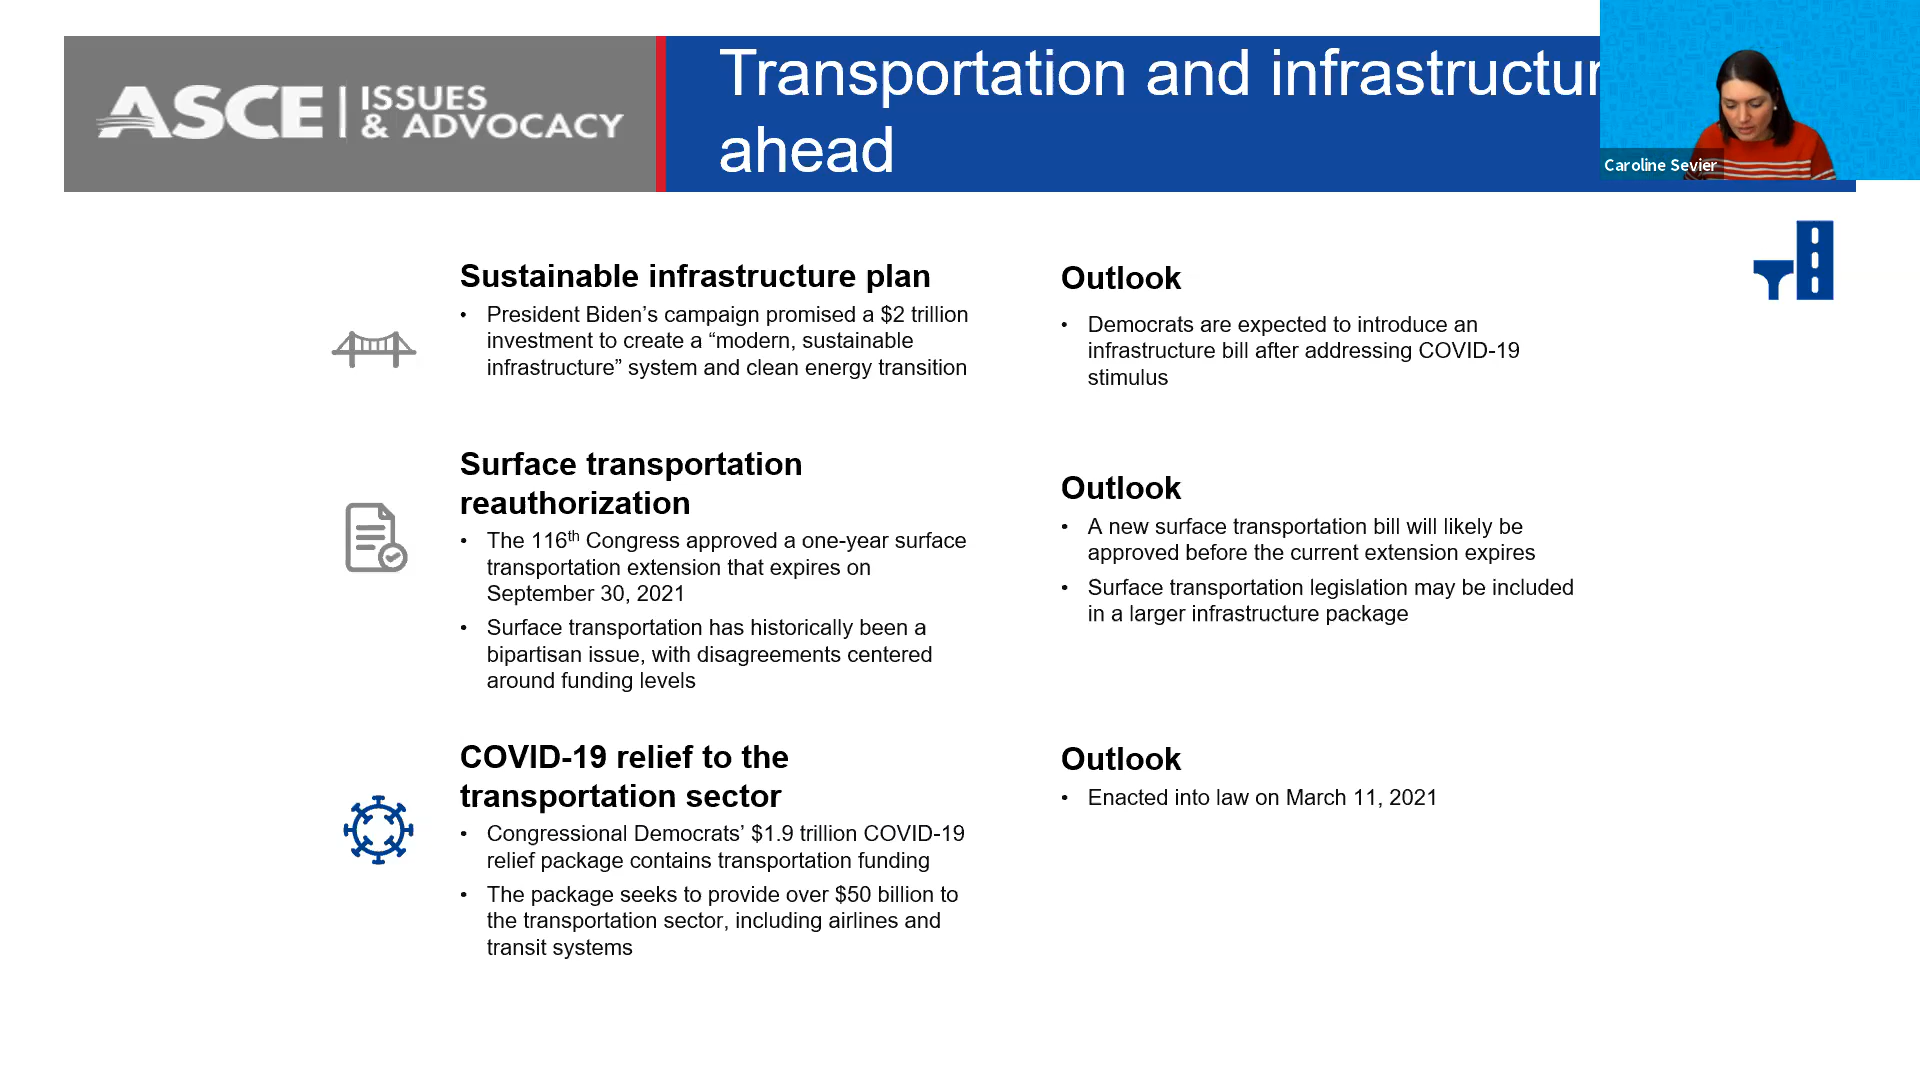 ASCE | ISSUES
& ADVOCACY
Transportation and infrastructur
ahead
Caroline Sevier
Sustainable infrastructure plan
• President Biden’s campaign promised a $2 trillion
investment to create a “modern, sustainable
infrastructure” system and clean energy transition
Outlook
• Democrats are expected to introduce an
infrastructure bill after addressing COVID-19
stimulus
Surface transportation
reauthorization
• The 116th Congress approved a one-year surface
transportation extension that expires on
September 30, 2021
• Surface transportation has historically been a
bipartisan issue, with disagreements centered
around funding levels
Outlook
• A new surface transportation bill will likely be
approved before the current extension expires
• Surface transportation legislation may be included
in a larger infrastructure package
COVID-19 relief to the
transportation sector
• Congressional Democrats’ $1.9 trillion COVID-19
relief package contains transportation funding
• The package seeks to provide over $50 billion to
the transportation sector, including airlines and
transit systems
Outlook
• Enacted into law on March 11, 2021